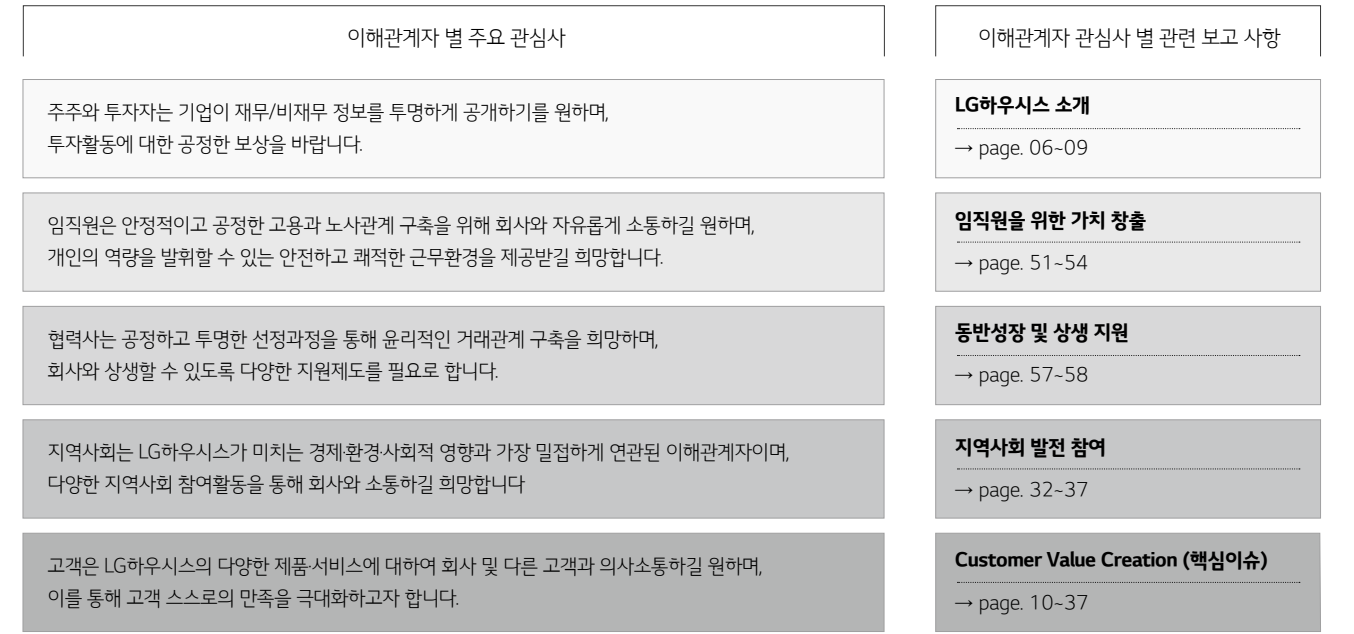 이해관계자 별 주요 관심사
이해관계자 관심사 별 관련 보고 사항
주주와 투자자는 기업이 재무/비재무 정보를 투명하게 공개하기를 원하며,
투자활동에 대한 공정한 보상을 바랍니다.
LG하우시스 소개
→ page. 06~09
임직원은 안정적이고 공정한 고용과 노사관계 구축을 위해 회사와 자유롭게 소통하길 원하며,
개인의 역량을 발휘할 수 있는 안전하고 쾌적한 근무환경을 제공받길 희망합니다.
임직원을 위한 가치 창출
→ page. 51~54
협력사는 공정하고 투명한 선정과정을 통해 윤리적인 거래관계 구축을 희망하며,
회사와 상생할 수 있도록 다양한 지원제도를 필요로 합니다.
동반성장 및 상생 지원
→ page. 57~58
지역사회는 LG하우시스가 미치는 경제·환경·사회적 영향과 가장 밀접하게 연관된 이해관계자이며,
다양한 지역사회 참여활동을 통해 회사와 소통하길 희망합니다
지역사회 발전 참여
→ page. 32~37
고객은 LG하우시스의 다양한 제품·서비스에 대하여 회사 및 다른 고객과 의사소통하길 원하며,
이를 통해 고객 스스로의 만족을 극대화하고자 합니다.
Customer Value Creation (핵심이슈)
→ page. 10~37